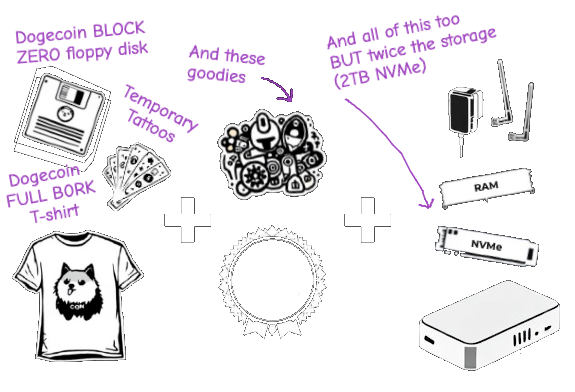 Dogecoin BLOCK
ZERO floppy disk
Temporary
Tattoos
Dogecoin
FULL BORK
T-shirt
COIN
And these
goodies
And all of this too
BUT twice the storage
(2TB NVMe)
RAM
NVMe